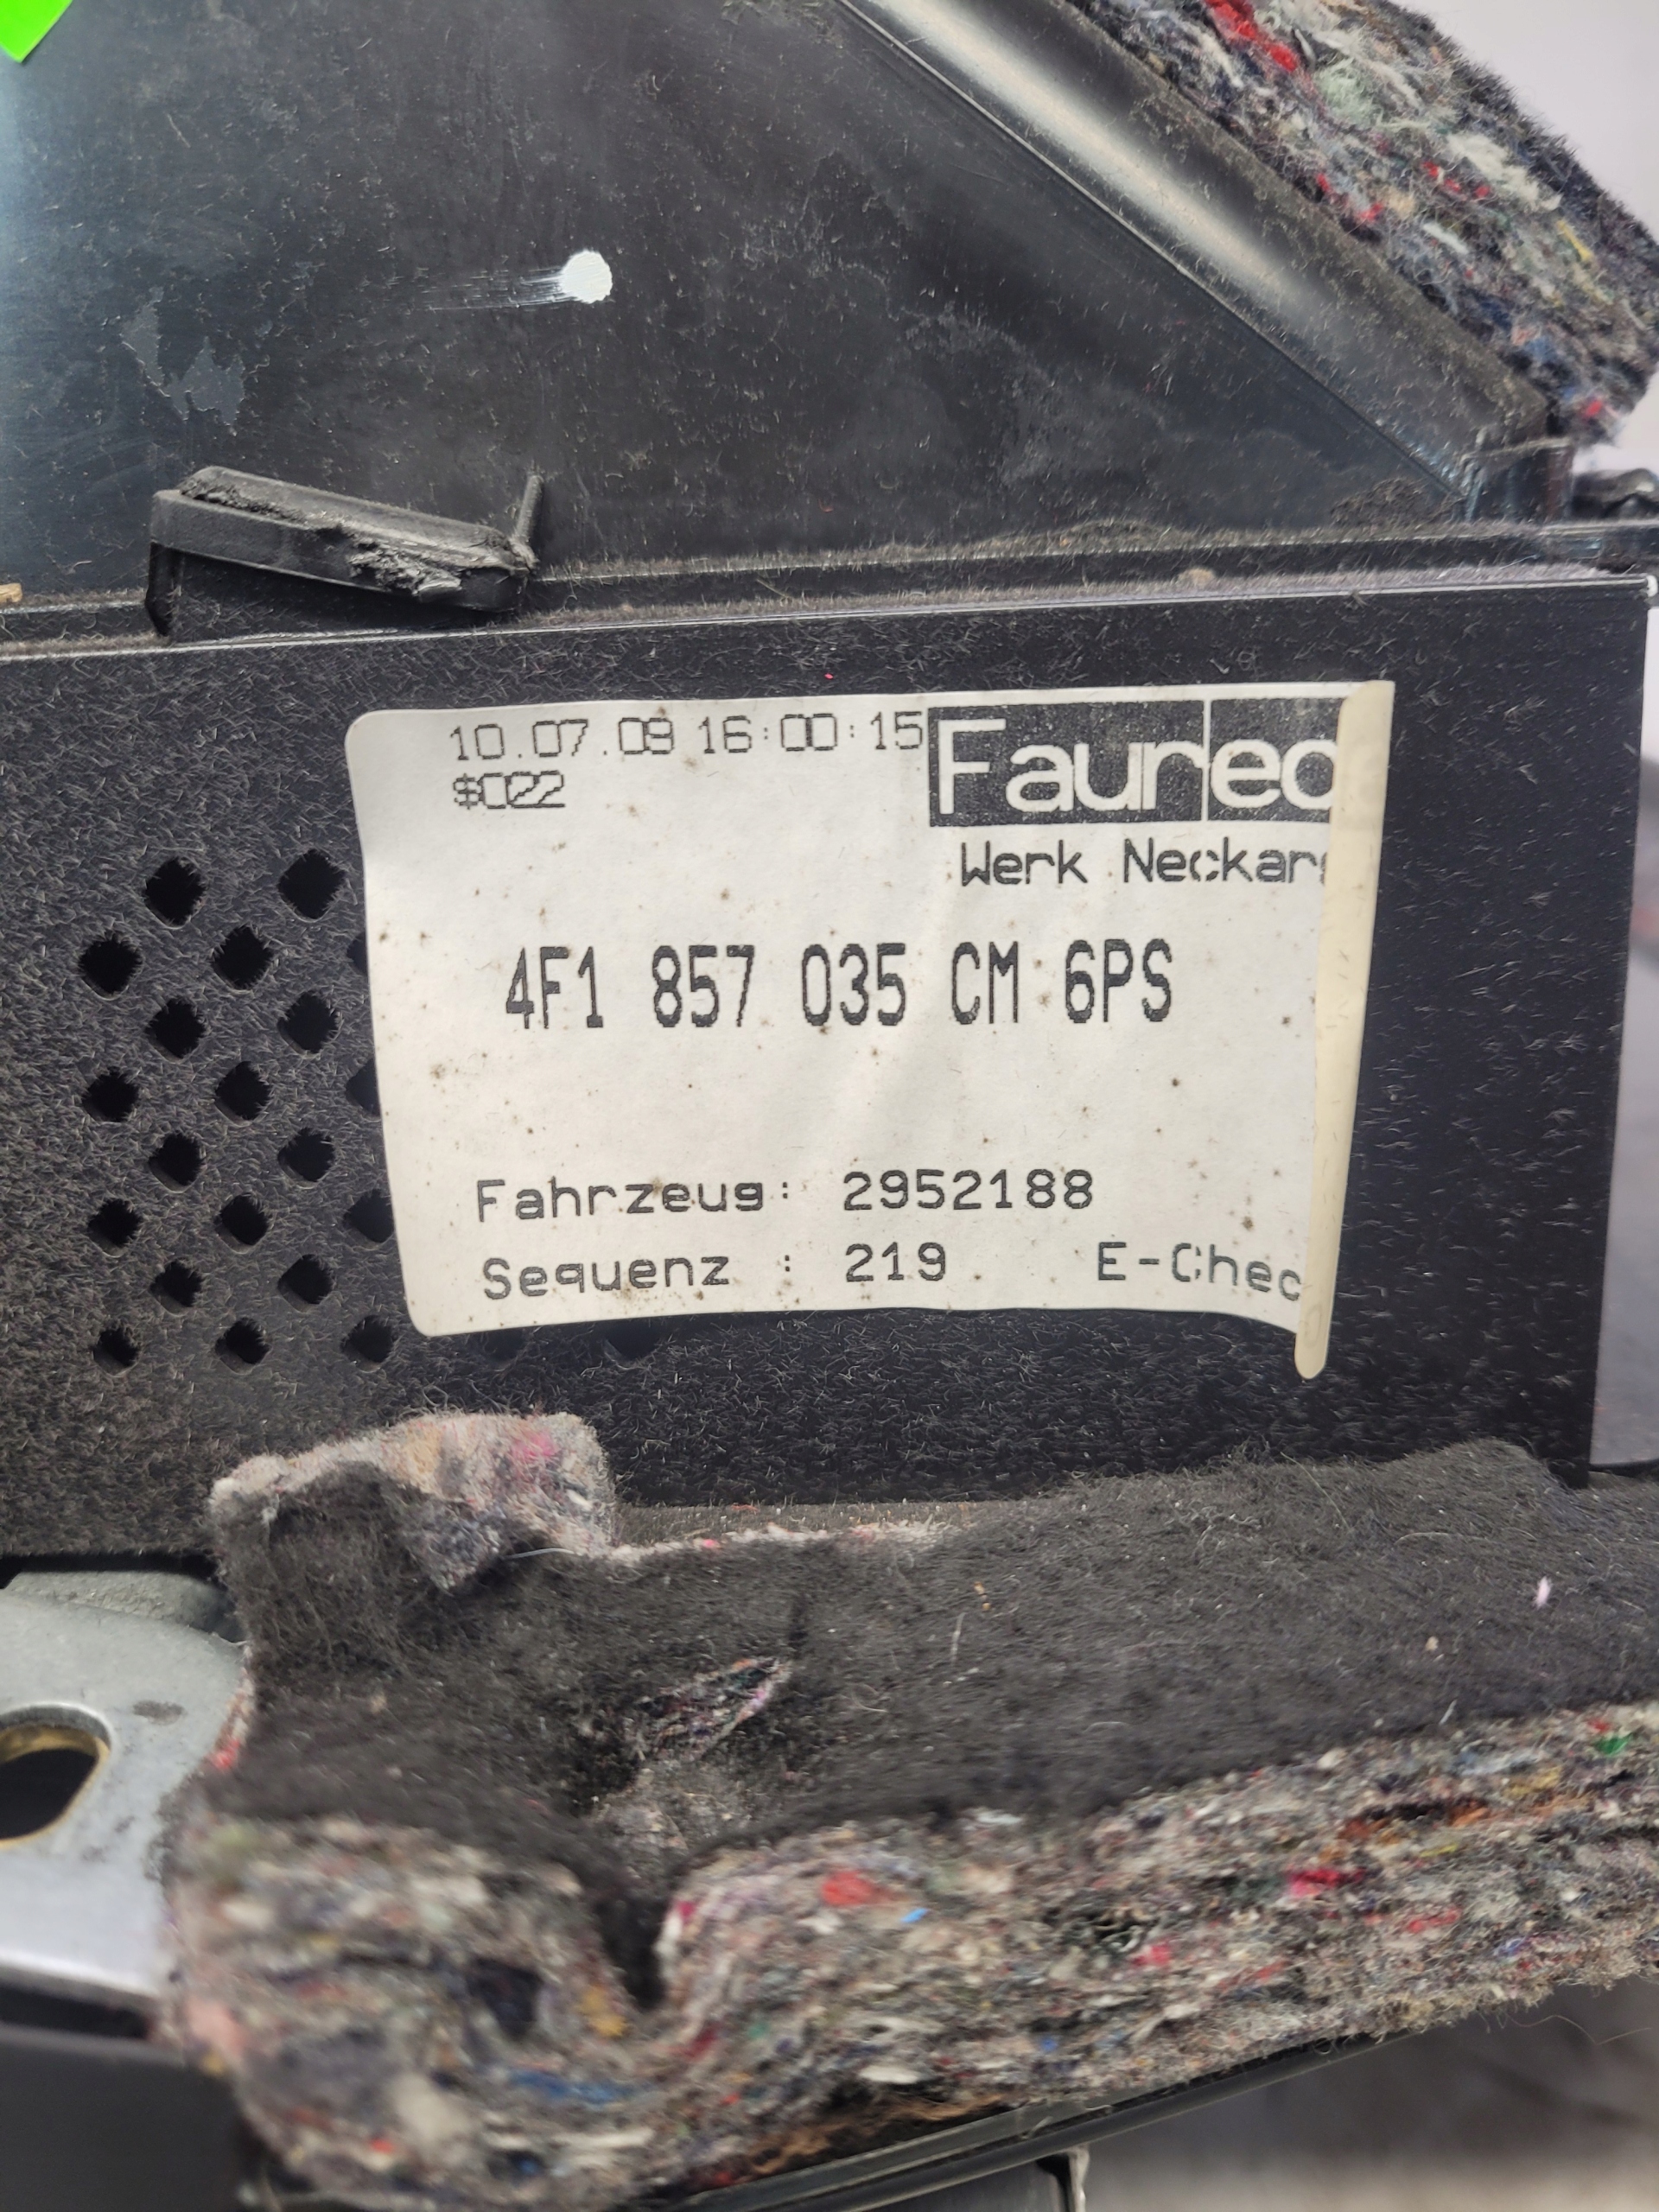 10.07.09 16:00:15
$022
Faurec
Werk Neckar
4F1 857 035 CM 6PS
Fahrzeug: 2952188
Sequenz : 219 E-Chec